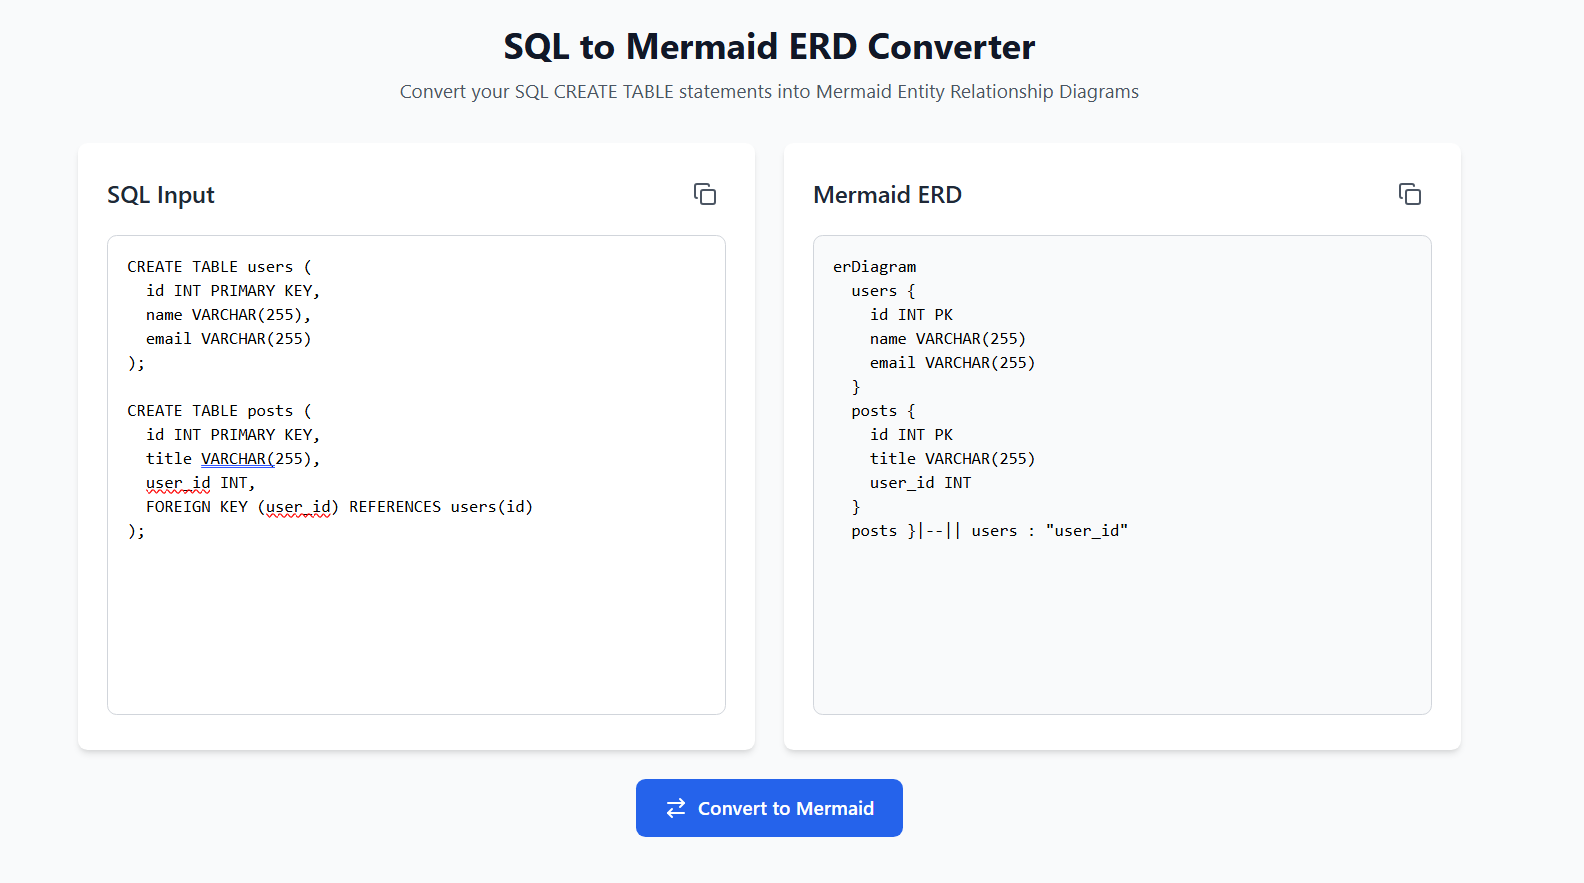 SQL to Mermaid ERD Converter
Convert your SQL CREATE TABLE statements into Mermaid Entity Relationship Diagrams
SQL Input
CREATE TABLE users (
  id INT PRIMARY KEY,
  name VARCHAR(255),
  email VARCHAR(255)
);

CREATE TABLE posts (
  id INT PRIMARY KEY,
  title VARCHAR(255),
  user_id INT,
  FOREIGN KEY (user_id) REFERENCES users(id)
);
Mermaid ERD
erDiagram
  users {
    id INT PK
    name VARCHAR(255)
    email VARCHAR(255)
  }
  posts {
    id INT PK
    title VARCHAR(255)
    user_id INT
  }
  posts }|--|| users : "user_id"
Convert to Mermaid